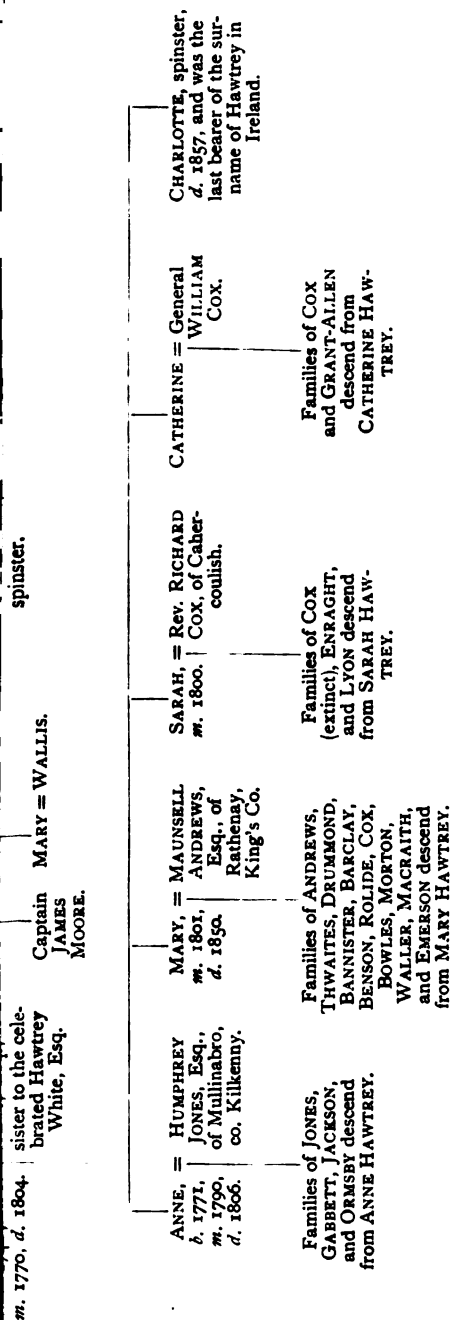 m. 1770, d. 1804.
sister to the cele-
brated Hawtrey
White, Esq.
Captain
JAMES
MOORE.
MARY = WALLIS.
spinster.
ANNE, = HUMPHREY
b. 1771, JONES, Esq.,
m. 1790, of Mullinabro,
d. 1806. co. Kilkenny.
MARY, = MAUNSELL
m. 1801, ANDREWS,
d. 1850. Esq., of
Rathenay,
King's Co.
SARAH, = Rev. RICHARD
m. 1800. COX, of Caher-
coulish.
CATHERINE = General
WILLIAM
COX.
CHARLOTTE, spinster,
d. 1857, and was the
last bearer of the sur-
name of Hawtrey in
Ireland.
Families of JONES,
GABBETT, JACKSON,
and ORMSBY descend
from ANNE HAWTREY.
Families of ANDREWS,
THWAITES, DRUMMOND,
BANNISTER, BARCLAY,
BENSON, ROLIDE, COX,
BOWLES, MORTON,
WALLER, MACRAITH,
and EMERSON descend
from MARY HAWTREY.
Families of COX
(extinct), ENRAGHT,
and LYON descend
from SARAH HAW-
TREY.
Families of COX
and GRANT-ALLEN
descend from
CATHERINE HAW-
TREY.